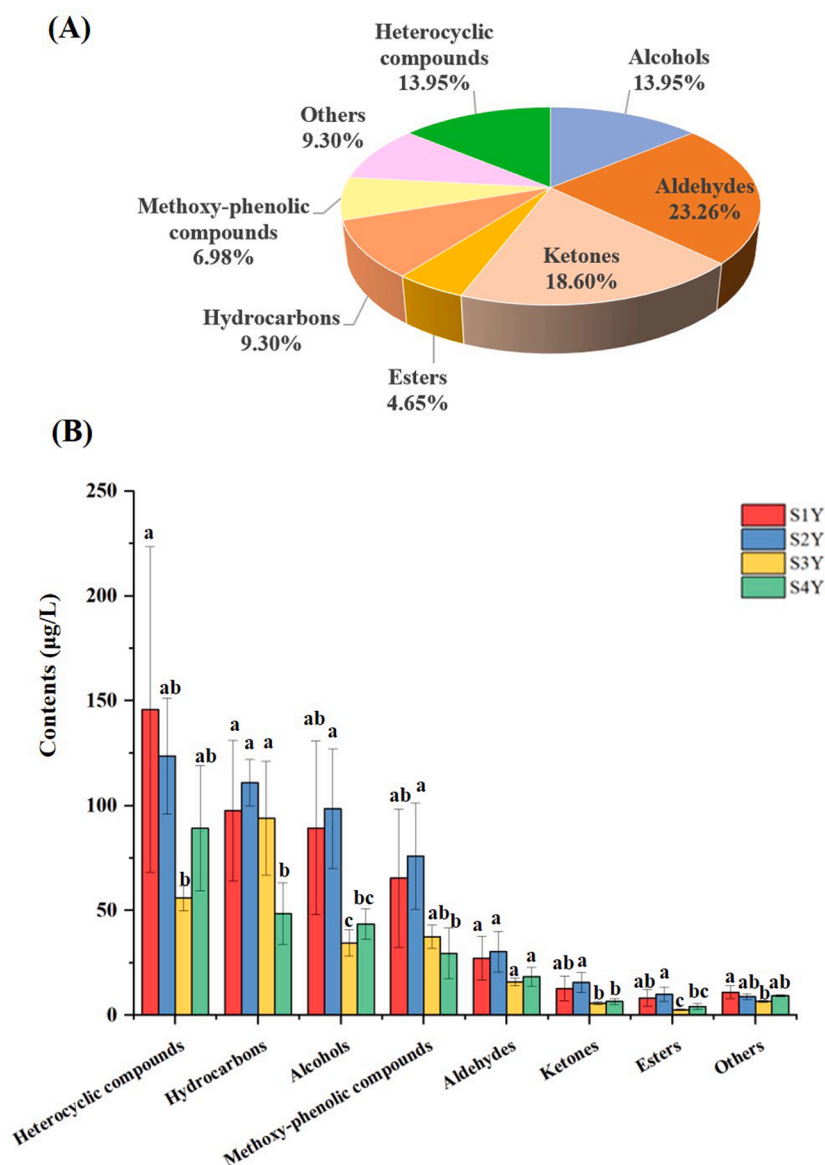 (A)
Heterocyclic
compounds
13.95%
Alcohols
13.95%
Others
9.30%
Aldehydes
23.26%
Methoxy-phenolic
compounds
6.98%
Ketones
18.60%
Hydrocarbons
9.30%
Esters
4.65%
(B)
250
200
150
100
50
0
Contents (µg/L)
S1Y
S2Y
S3Y
S4Y
a
ab
b
ab
a
a
a
b
ab
a
c
bc
ab
a
ab
b
a
a
a
a
ab
a
b
b
ab
a
c
bc
a
ab
b
ab
Heterocyclic compounds
Hydrocarbons
Alcohols
Methoxy-phenolic compounds
Aldehydes
Ketones
Esters
Others